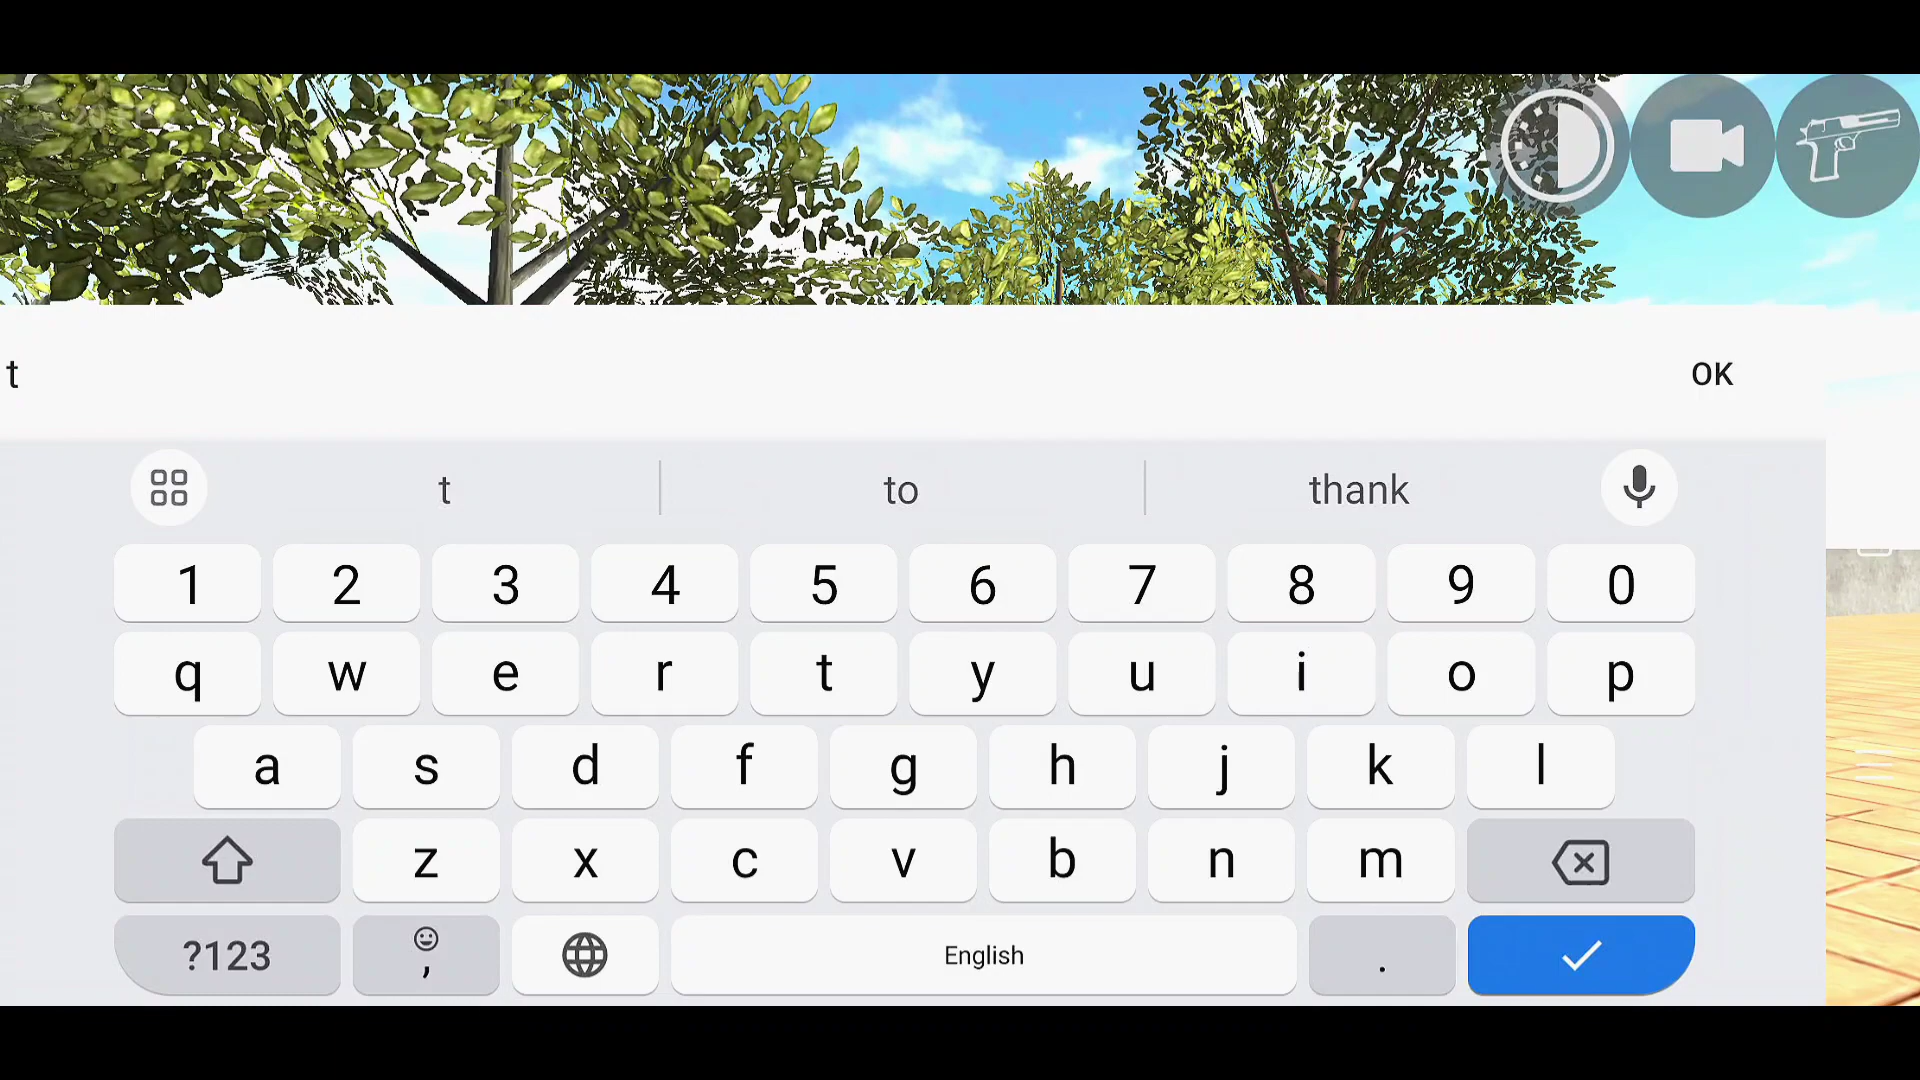 t
OK
t to thank
1 2 3 4 5 6 7 8 9 0
q w e r t y u i o p
a s d f g h j k l
z x c v b n m
?123 , English .